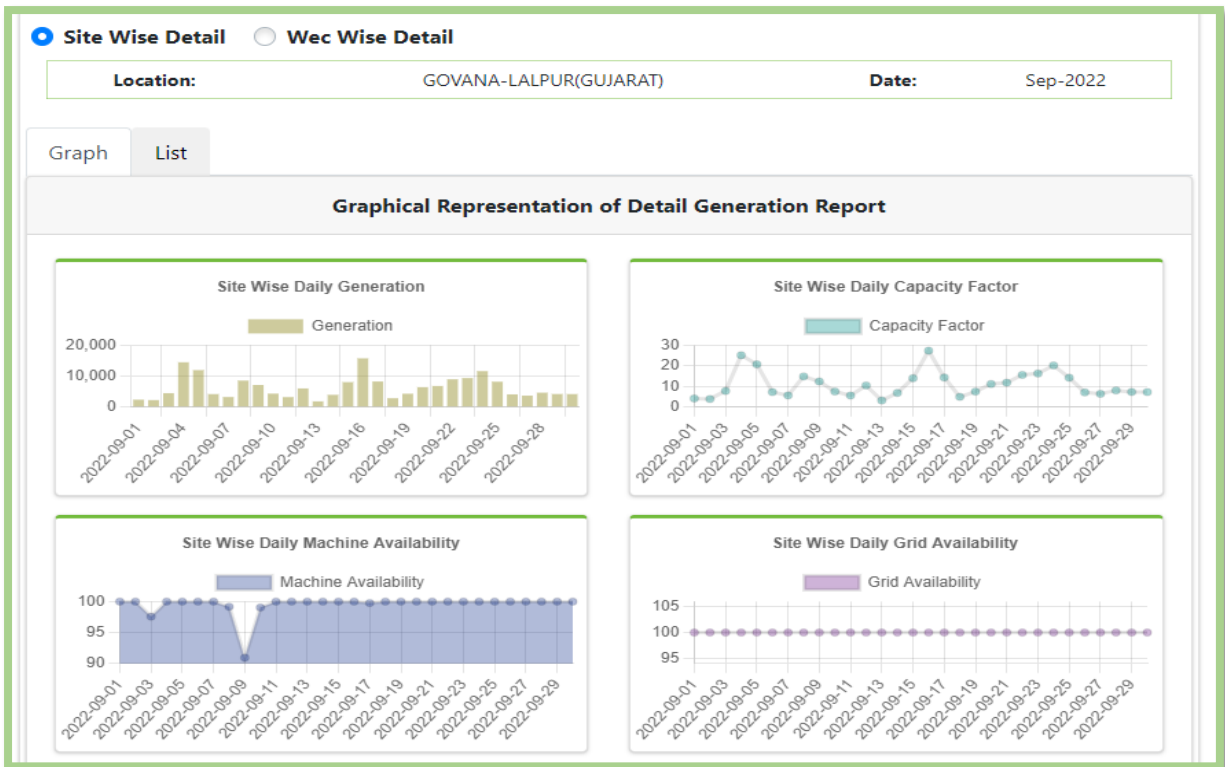 Site Wise Detail Wec Wise Detail
Location: GOVANA-LALPUR(GUJARAT) Date: Sep-2022
Graph List
Graphical Representation of Detail Generation Report
Site Wise Daily Generation
Generation
20,000
10,000
0
2022-09-01 2022-09-04 2022-09-07 2022-09-10 2022-09-13 2022-09-16 2022-09-19 2022-09-22 2022-09-25 2022-09-28
Site Wise Daily Capacity Factor
Capacity Factor
30
20
10
0
2022-09-01 2022-09-03 2022-09-05 2022-09-07 2022-09-09 2022-09-11 2022-09-13 2022-09-15 2022-09-17 2022-09-19 2022-09-21 2022-09-23 2022-09-25 2022-09-27 2022-09-29
Site Wise Daily Machine Availability
Machine Availability
100
95
90
2022-09-01 2022-09-03 2022-09-05 2022-09-07 2022-09-09 2022-09-11 2022-09-13 2022-09-15 2022-09-17 2022-09-19 2022-09-21 2022-09-23 2022-09-25 2022-09-27 2022-09-29
Site Wise Daily Grid Availability
Grid Availability
105
100
95
2022-09-01 2022-09-03 2022-09-05 2022-09-07 2022-09-09 2022-09-11 2022-09-13 2022-09-15 2022-09-17 2022-09-19 2022-09-21 2022-09-23 2022-09-25 2022-09-27 2022-09-29